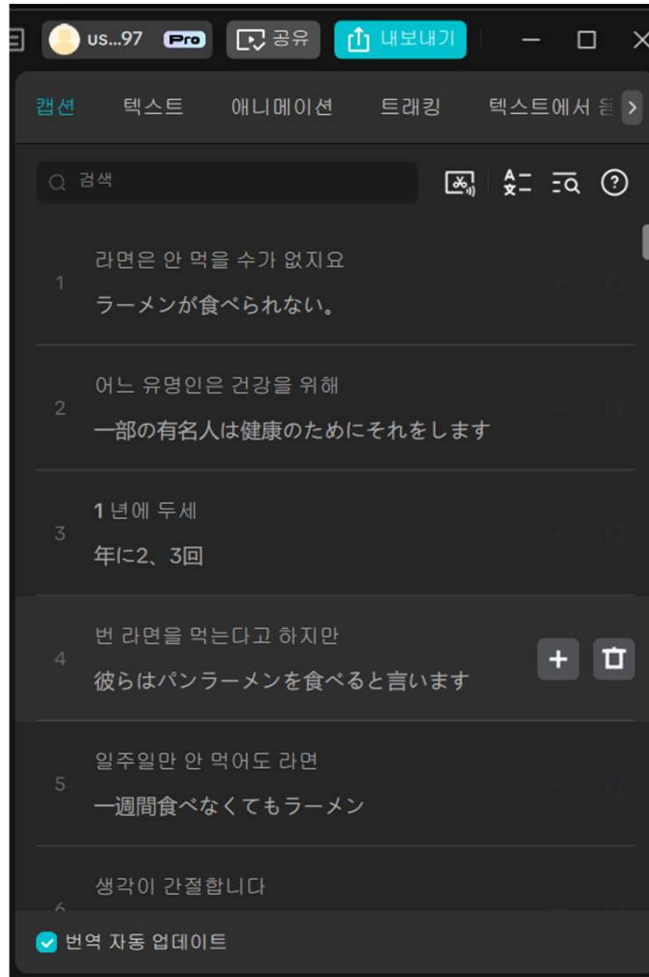 us...97 Pro 공유 내보내기
캡션 텍스트 애니메이션 트래킹 텍스트에서
검색
1
라면은 안 먹을 수가 없지요
ラーメンが食べられない。
2
어느 유명인은 건강을 위해
一部の有名人は健康のためにそれをします
3
1 년에 두세
年に2、3回
4
번 라면을 먹는다고 하지만
彼らはパンラーメンを食べると言います
5
일주일만 안 먹어도 라면
一週間食べなくてもラーメン
6
생각이 간절합니다
번역 자동 업데이트